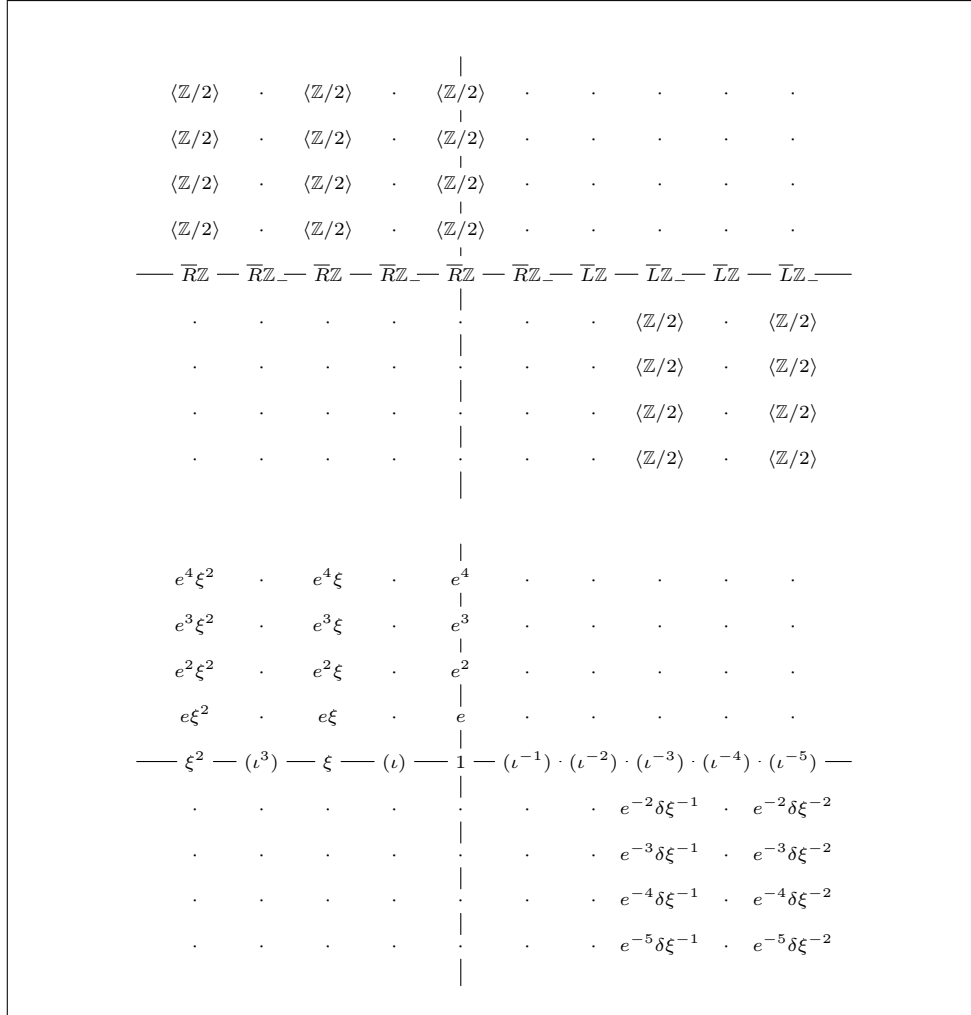 ⟨ℤ/2⟩ · ⟨ℤ/2⟩ · ⟨ℤ/2⟩ · · · · ·
⟨ℤ/2⟩ · ⟨ℤ/2⟩ · ⟨ℤ/2⟩ · · · · ·
⟨ℤ/2⟩ · ⟨ℤ/2⟩ · ⟨ℤ/2⟩ · · · · ·
⟨ℤ/2⟩ · ⟨ℤ/2⟩ · ⟨ℤ/2⟩ · · · · ·
R̅ℤ R̅ℤ₋ R̅ℤ R̅ℤ₋ R̅ℤ R̅ℤ₋ L̅ℤ L̅ℤ₋ L̅ℤ L̅ℤ₋
· · · · · · · ⟨ℤ/2⟩ · ⟨ℤ/2⟩
· · · · · · · ⟨ℤ/2⟩ · ⟨ℤ/2⟩
· · · · · · · ⟨ℤ/2⟩ · ⟨ℤ/2⟩
· · · · · · · ⟨ℤ/2⟩ · ⟨ℤ/2⟩
e⁴ξ² · e⁴ξ · e⁴ · · · · ·
e³ξ² · e³ξ · e³ · · · · ·
e²ξ² · e²ξ · e² · · · · ·
eξ² · eξ · e · · · · ·
ξ² (ι³) ξ (ι) 1 (ι⁻¹) · (ι⁻²) · (ι⁻³) · (ι⁻⁴) · (ι⁻⁵)
· · · · · · · e⁻²δξ⁻¹ · e⁻²δξ⁻²
· · · · · · · e⁻³δξ⁻¹ · e⁻³δξ⁻²
· · · · · · · e⁻⁴δξ⁻¹ · e⁻⁴δξ⁻²
· · · · · · · e⁻⁵δξ⁻¹ · e⁻⁵δξ⁻²